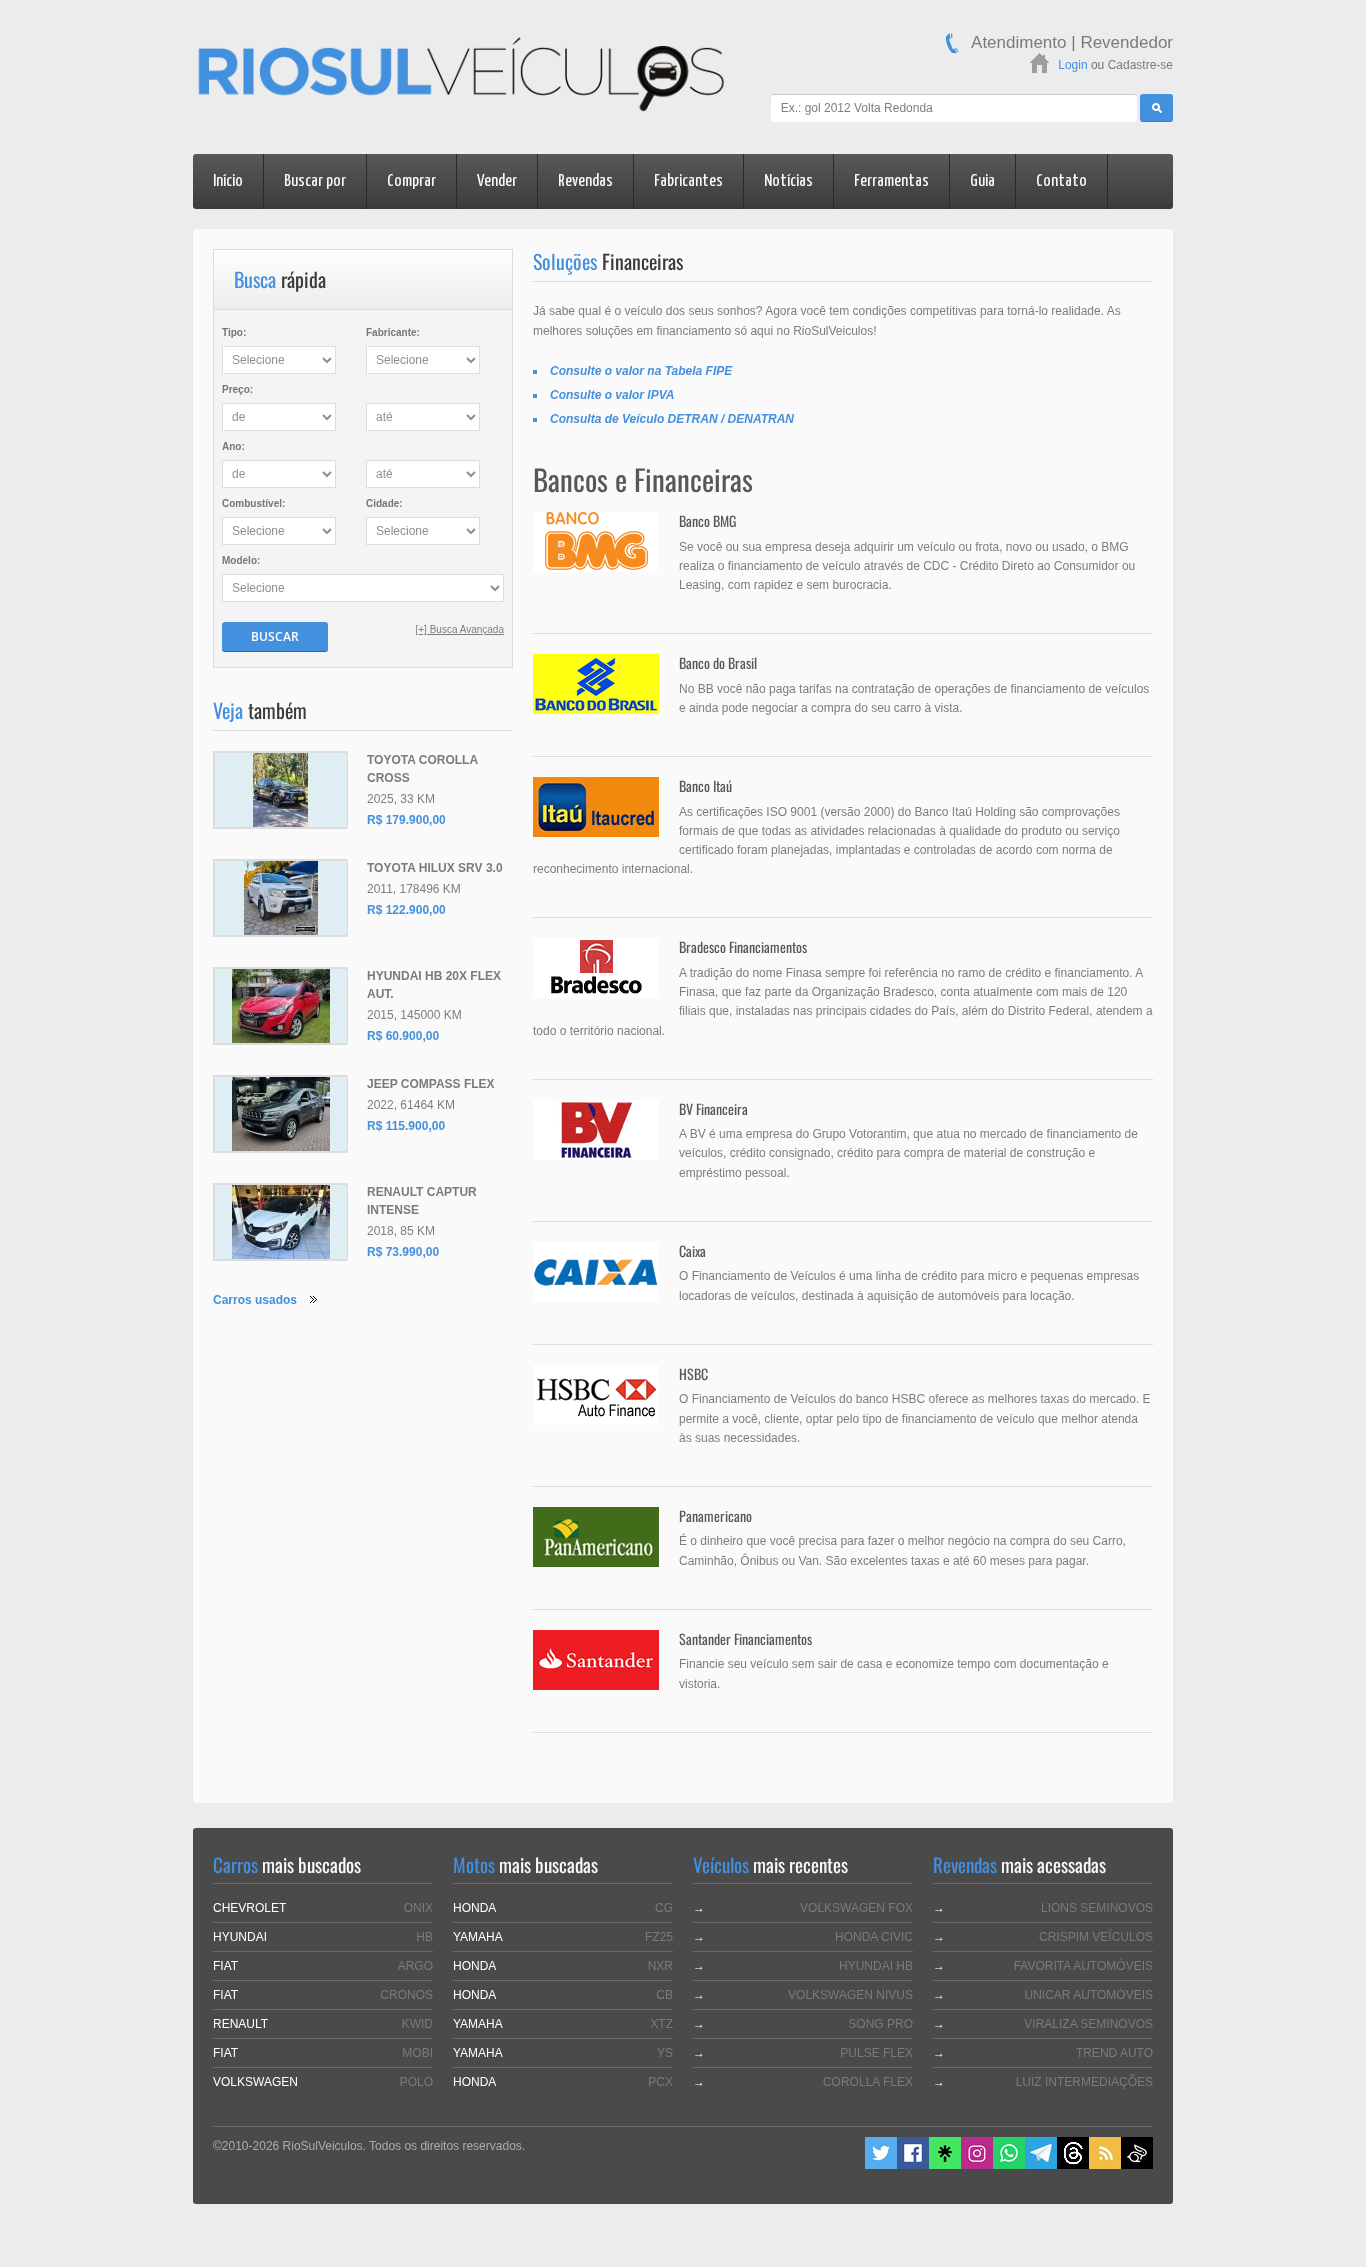 RIOSULVEÍCULOS
Atendimento | Revendedor
Login ou Cadastre-se
Ex.: gol 2012 Volta Redonda
Início Buscar por Comprar Vender Revendas Fabricantes Notícias Ferramentas Guia Contato
Busca rápida
Tipo: Fabricante:
Selecione Selecione
Preço:
de até
Ano:
de até
Combustível: Cidade:
Selecione Selecione
Modelo:
Selecione
BUSCAR [+] Busca Avançada
Veja também
TOYOTA COROLLA
CROSS
2025, 33 KM
R$ 179.900,00
TOYOTA HILUX SRV 3.0
2011, 178496 KM
R$ 122.900,00
HYUNDAI HB 20X FLEX
AUT.
2015, 145000 KM
R$ 60.900,00
JEEP COMPASS FLEX
2022, 61464 KM
R$ 115.900,00
RENAULT CAPTUR
INTENSE
2018, 85 KM
R$ 73.990,00
Carros usados
Soluções Financeiras
Já sabe qual é o veículo dos seus sonhos? Agora você tem condições competitivas para torná-lo realidade. As
melhores soluções em financiamento só aqui no RioSulVeiculos!
Consulte o valor na Tabela FIPE
Consulte o valor IPVA
Consulta de Veículo DETRAN / DENATRAN
Bancos e Financeiras
BANCO
BMG
Banco BMG
Se você ou sua empresa deseja adquirir um veículo ou frota, novo ou usado, o BMG
realiza o financiamento de veículo através de CDC - Crédito Direto ao Consumidor ou
Leasing, com rapidez e sem burocracia.
BANCO DO BRASIL
Banco do Brasil
No BB você não paga tarifas na contratação de operações de financiamento de veículos
e ainda pode negociar a compra do seu carro à vista.
Itaú Itaucred
Banco Itaú
As certificações ISO 9001 (versão 2000) do Banco Itaú Holding são comprovações
formais de que todas as atividades relacionadas à qualidade do produto ou serviço
certificado foram planejadas, implantadas e controladas de acordo com norma de
reconhecimento internacional.
Bradesco
Bradesco Financiamentos
A tradição do nome Finasa sempre foi referência no ramo de crédito e financiamento. A
Finasa, que faz parte da Organização Bradesco, conta atualmente com mais de 120
filiais que, instaladas nas principais cidades do País, além do Distrito Federal, atendem a
todo o território nacional.
BV
FINANCEIRA
BV Financeira
A BV é uma empresa do Grupo Votorantim, que atua no mercado de financiamento de
veículos, crédito consignado, crédito para compra de material de construção e
empréstimo pessoal.
CAIXA
Caixa
O Financiamento de Veículos é uma linha de crédito para micro e pequenas empresas
locadoras de veículos, destinada à aquisição de automóveis para locação.
HSBC
Auto Finance
HSBC
O Financiamento de Veículos do banco HSBC oferece as melhores taxas do mercado. E
permite a você, cliente, optar pelo tipo de financiamento de veículo que melhor atenda
às suas necessidades.
PanAmericano
Panamericano
É o dinheiro que você precisa para fazer o melhor negócio na compra do seu Carro,
Caminhão, Ônibus ou Van. São excelentes taxas e até 60 meses para pagar.
Santander
Santander Financiamentos
Financie seu veículo sem sair de casa e economize tempo com documentação e
vistoria.
Carros mais buscados
CHEVROLET ONIX
HYUNDAI HB
FIAT ARGO
FIAT CRONOS
RENAULT KWID
FIAT MOBI
VOLKSWAGEN POLO
Motos mais buscadas
HONDA CG
YAMAHA FZ25
HONDA NXR
HONDA CB
YAMAHA XTZ
YAMAHA YS
HONDA PCX
Veículos mais recentes
→ VOLKSWAGEN FOX
→ HONDA CIVIC
→ HYUNDAI HB
→ VOLKSWAGEN NIVUS
→ SONG PRO
→ PULSE FLEX
→ COROLLA FLEX
Revendas mais acessadas
→ LIONS SEMINOVOS
→ CRISPIM VEÍCULOS
→ FAVORITA AUTOMÓVEIS
→ UNICAR AUTOMÓVEIS
→ VIRALIZA SEMINOVOS
→ TREND AUTO
→ LUIZ INTERMEDIAÇÕES
©2010-2026 RioSulVeiculos. Todos os direitos reservados.